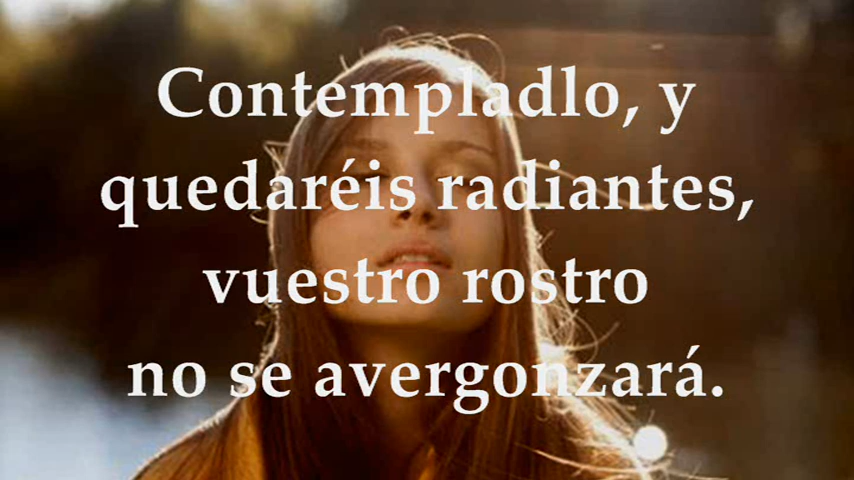 Contempladlo, y
quedaréis radiantes,
vuestro rostro
no se avergonzará.